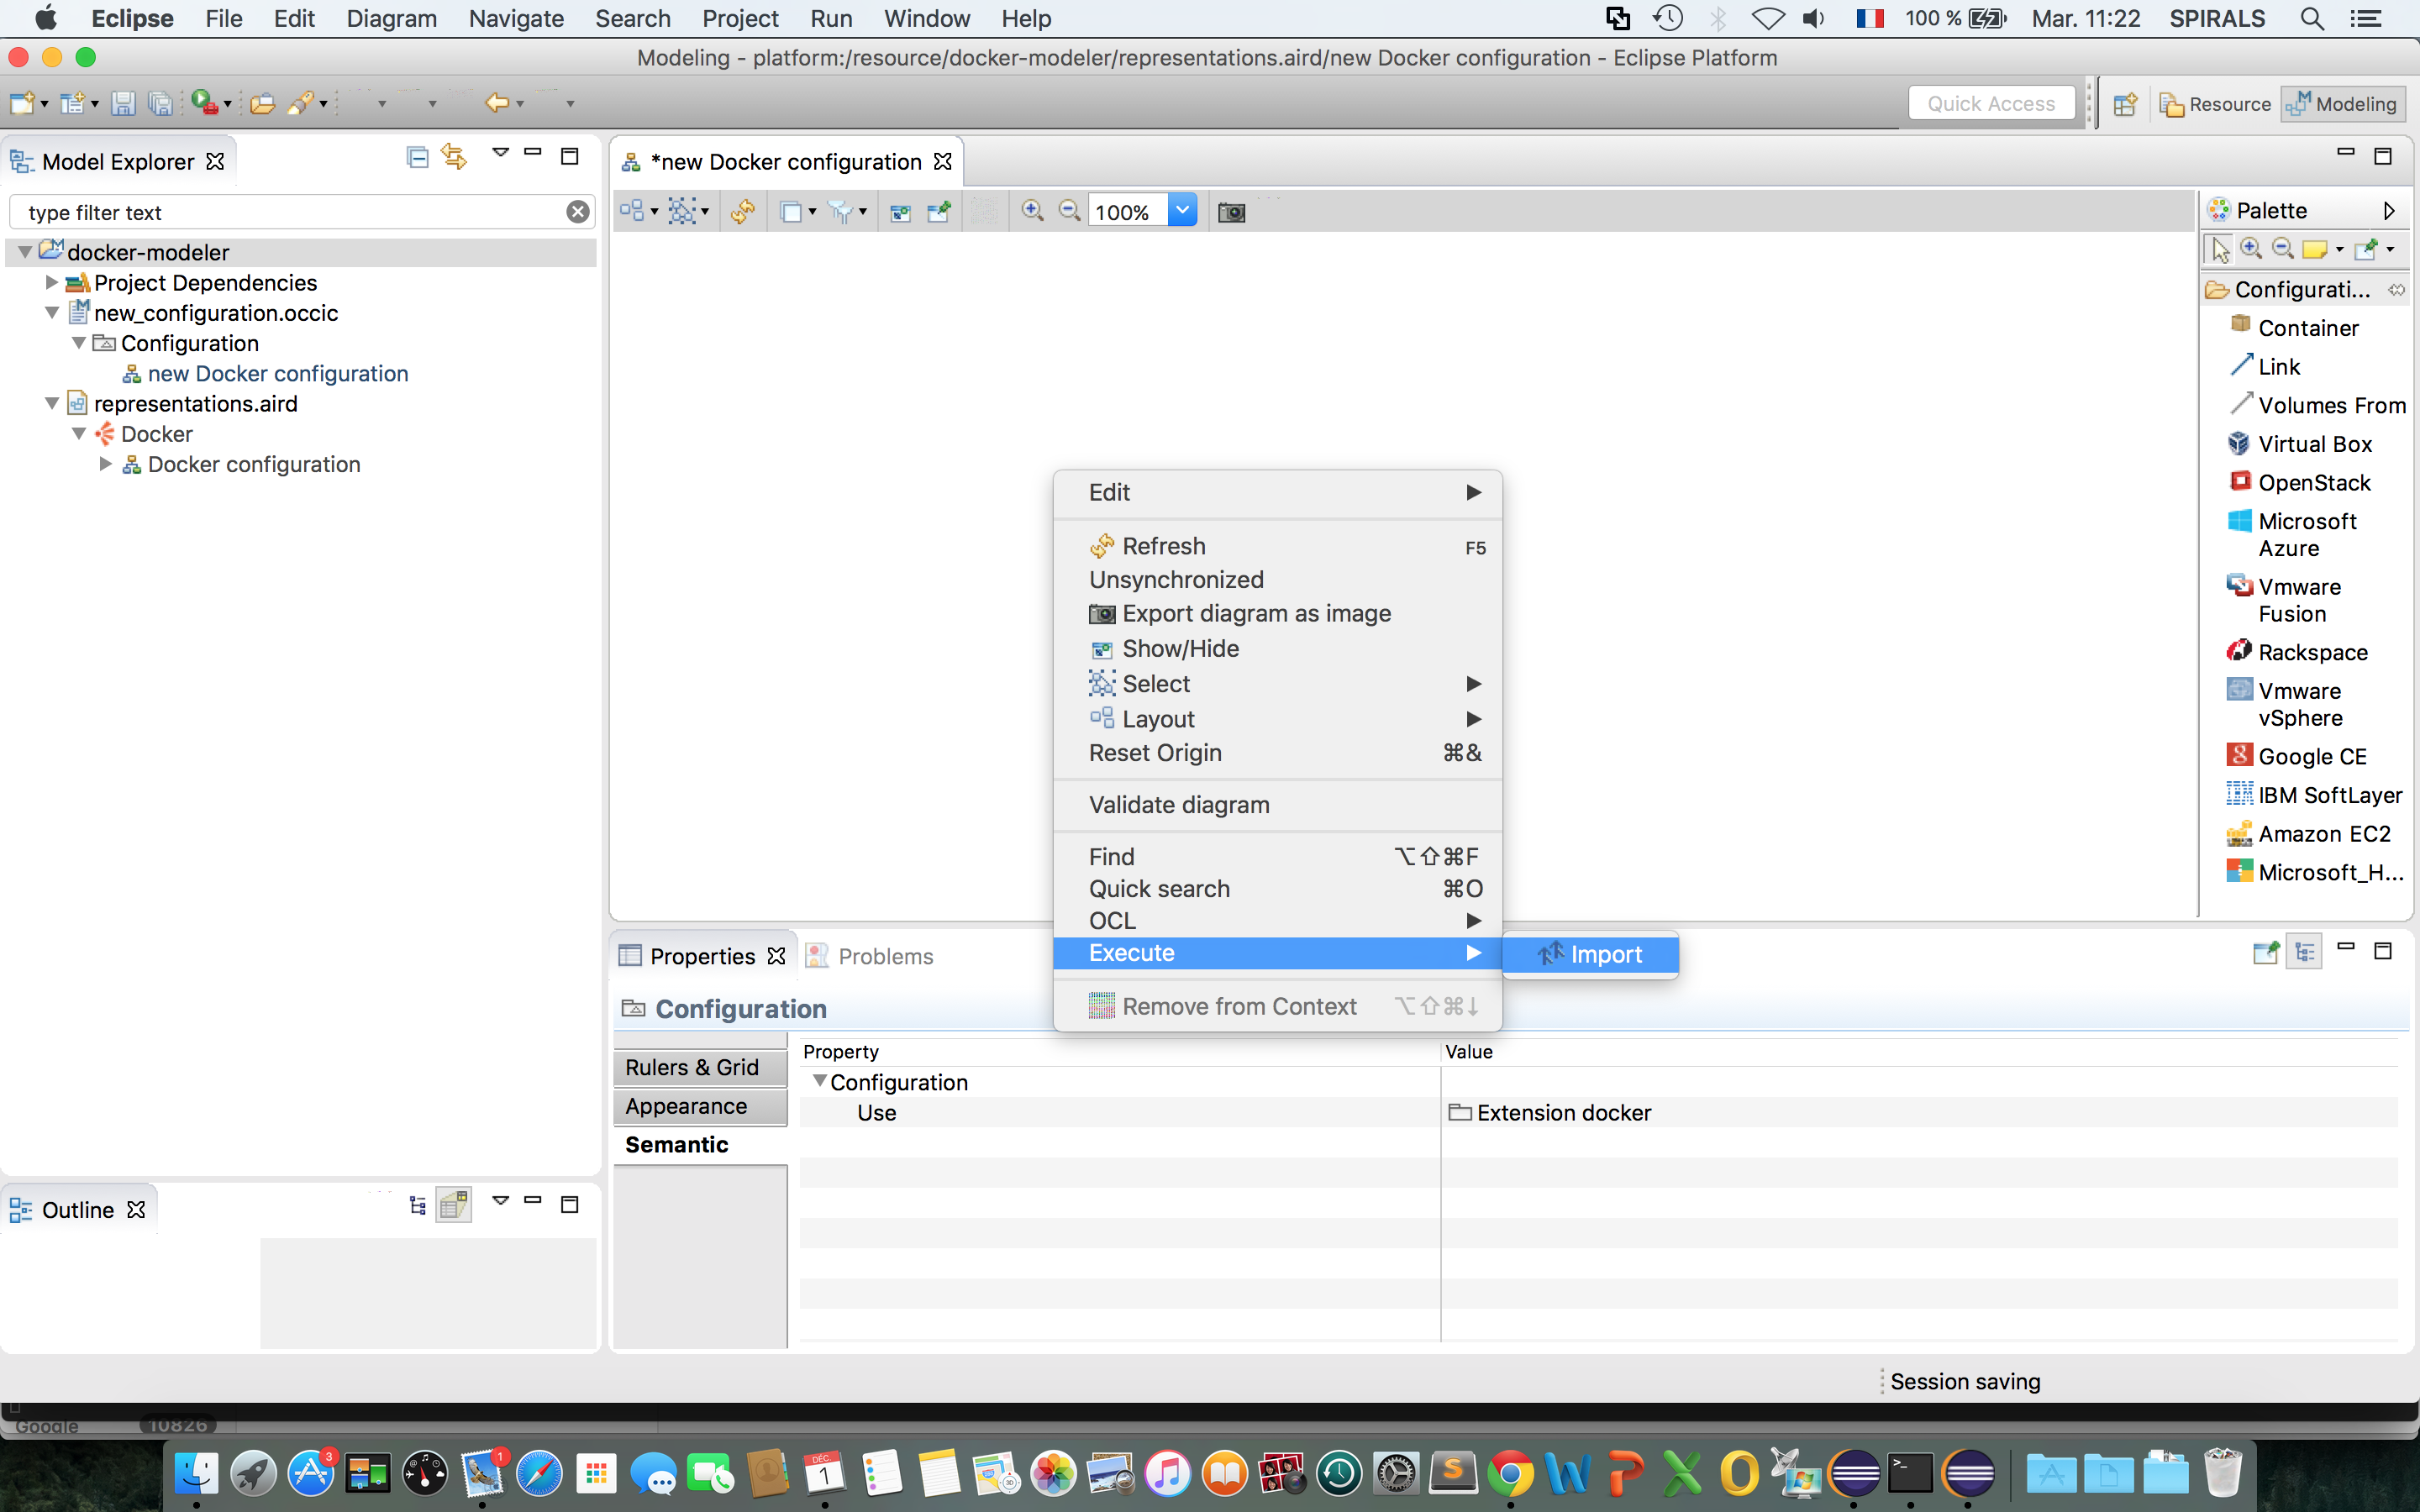 Eclipse File Edit Diagram Navigate Search Project Run Window Help 100 % Mar. 11:22 SPIRALS
Modeling - platform:/resource/docker-modeler/representations.aird/new Docker configuration - Eclipse Platform
Quick Access Resource Modeling
Model Explorer
type filter text
docker-modeler
Project Dependencies
new_configuration.occic
Configuration
new Docker configuration
representations.aird
Docker
Docker configuration
*new Docker configuration
100%
Palette
Configurati...
Container
Link
Volumes From
Virtual Box
OpenStack
Microsoft
Azure
Vmware
Fusion
Rackspace
Vmware
vSphere
Google CE
IBM SoftLayer
Amazon EC2
Microsoft_H...
Edit
Refresh F5
Unsynchronized
Export diagram as image
Show/Hide
Select
Layout
Reset Origin ⌘&
Validate diagram
Find ⌥⇧⌘F
Quick search ⌘O
OCL
Execute
Import
Remove from Context ⌥⇧⌘↓
Properties Problems
Configuration
Rulers & Grid
Appearance
Semantic
Property Value
Configuration
Use Extension docker
Outline
Session saving
Google 10826
3
1
DÉC.
1